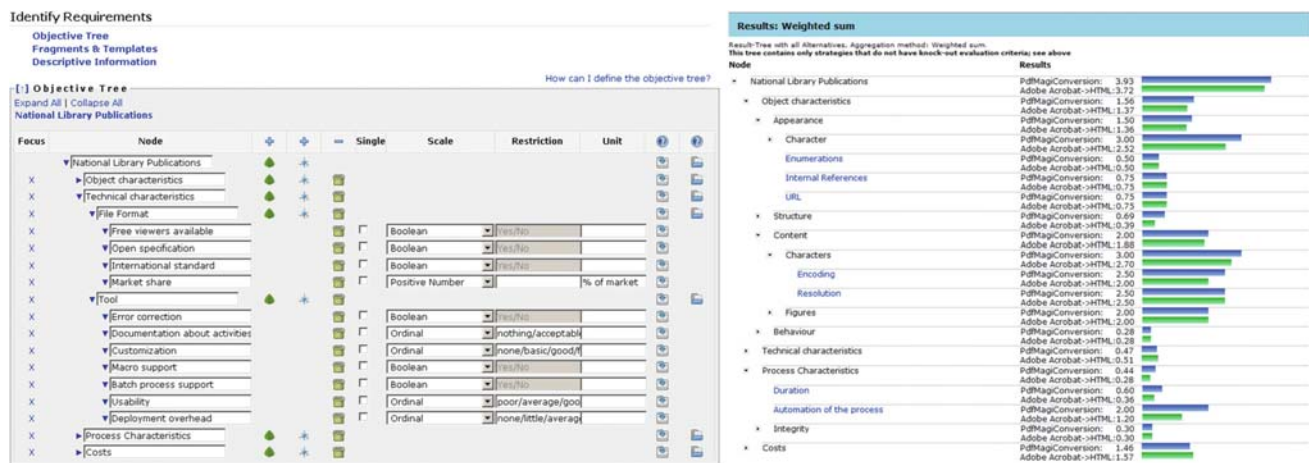 Identify Requirements
Objective Tree
Fragments & Templates
Descriptive Information
How can I define the objective tree?
[-] Objective Tree
Expand All | Collapse All
National Library Publications
Focus Node Single Scale Restriction Unit
National Library Publications
X Object characteristics
X Technical characteristics
X File Format
X Free viewers available Boolean Yes/No
X Open specification Boolean Yes/No
X International standard Boolean Yes/No
X Market share Positive Number % of market
X Tool
X Error correction Boolean Yes/No
X Documentation about activities Ordinal nothing/acceptable
X Customization Ordinal none/basic/good/f
X Macro support Boolean Yes/No
X Batch process support Boolean Yes/No
X Usability Ordinal poor/average/goo
X Deployment overhead Ordinal none/little/average
X Process Characteristics
X Costs
Results: Weighted sum
Result-Tree with all Alternatives. Aggregation method: Weighted sum
This tree contains only strategies that do not have knock-out evaluation criteria; see above
Node Results
National Library Publications PdfMagiConversion: 3.93
Adobe Acrobat->HTML: 3.72
Object characteristics PdfMagiConversion: 1.56
Adobe Acrobat->HTML: 1.37
Appearance PdfMagiConversion: 1.50
Adobe Acrobat->HTML: 1.36
Character PdfMagiConversion: 3.00
Adobe Acrobat->HTML: 2.52
Enumerations PdfMagiConversion: 0.50
Adobe Acrobat->HTML: 0.50
Internal References PdfMagiConversion: 0.75
Adobe Acrobat->HTML: 0.75
URL PdfMagiConversion: 0.75
Adobe Acrobat->HTML: 0.75
Structure PdfMagiConversion: 0.69
Adobe Acrobat->HTML: 0.39
Content PdfMagiConversion: 2.00
Adobe Acrobat->HTML: 1.88
Characters PdfMagiConversion: 3.00
Adobe Acrobat->HTML: 2.70
Encoding PdfMagiConversion: 2.50
Adobe Acrobat->HTML: 2.00
Resolution PdfMagiConversion: 2.50
Adobe Acrobat->HTML: 2.50
Figures PdfMagiConversion: 2.00
Adobe Acrobat->HTML: 2.00
Behaviour PdfMagiConversion: 0.28
Adobe Acrobat->HTML: 0.28
Technical characteristics PdfMagiConversion: 0.47
Adobe Acrobat->HTML: 0.51
Process Characteristics PdfMagiConversion: 0.44
Adobe Acrobat->HTML: 0.28
Duration PdfMagiConversion: 0.60
Adobe Acrobat->HTML: 0.36
Automation of the process PdfMagiConversion: 2.00
Adobe Acrobat->HTML: 1.20
Integrity PdfMagiConversion: 0.30
Adobe Acrobat->HTML: 0.30
Costs PdfMagiConversion: 1.46
Adobe Acrobat->HTML: 1.57